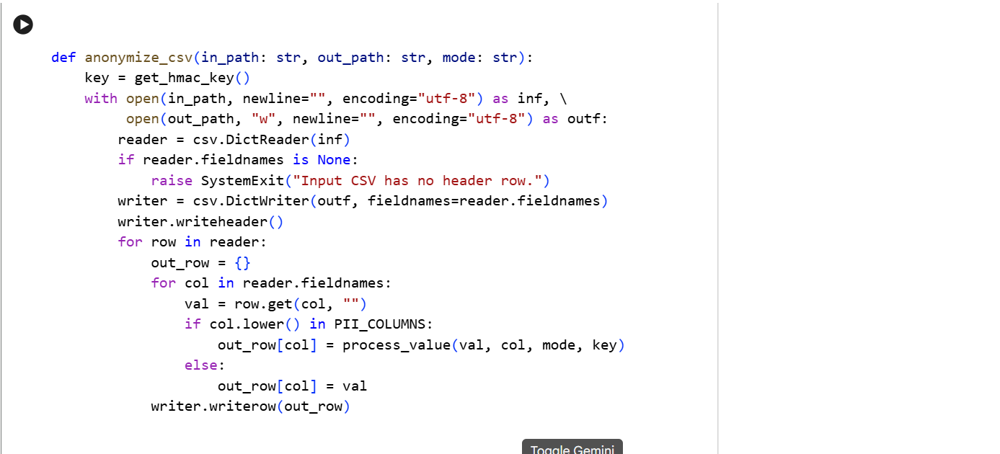 def anonymize_csv(in_path: str, out_path: str, mode: str):
    key = get_hmac_key()
    with open(in_path, newline="", encoding="utf-8") as inf, \
         open(out_path, "w", newline="", encoding="utf-8") as outf:
        reader = csv.DictReader(inf)
        if reader.fieldnames is None:
            raise SystemExit("Input CSV has no header row.")
        writer = csv.DictWriter(outf, fieldnames=reader.fieldnames)
        writer.writeheader()
        for row in reader:
            out_row = {}
            for col in reader.fieldnames:
                val = row.get(col, "")
                if col.lower() in PII_COLUMNS:
                    out_row[col] = process_value(val, col, mode, key)
                else:
                    out_row[col] = val
            writer.writerow(out_row)
Toggle Gemini